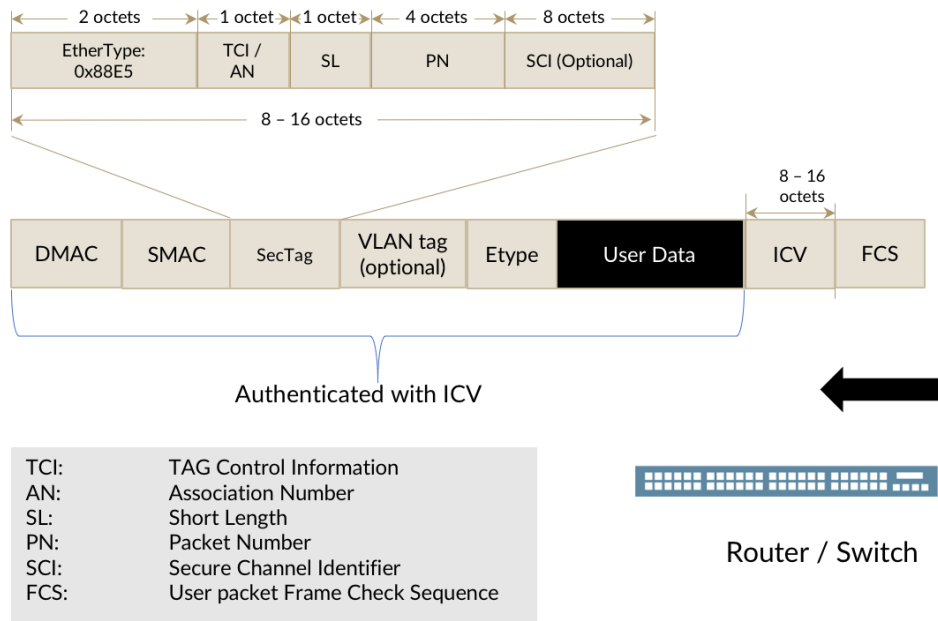 2 octets
1 octet
1 octet
4 octets
8 octets
EtherType:
0x88E5
TCI /
AN
SL
PN
SCI (Optional)
8 – 16 octets
8 – 16
octets
DMAC
SMAC
SecTag
VLAN tag
(optional)
Etype
User Data
ICV
FCS
Authenticated with ICV
TCI: TAG Control Information
AN: Association Number
SL: Short Length
PN: Packet Number
SCI: Secure Channel Identifier
FCS: User packet Frame Check Sequence
Router / Switch